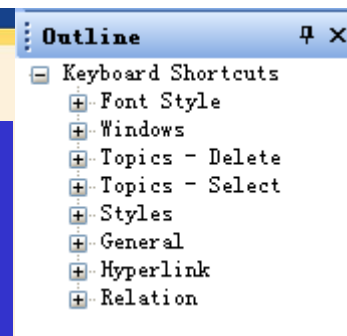 Outline
Keyboard Shortcuts
Font Style
Windows
Topics - Delete
Topics - Select
Styles
General
Hyperlink
Relation